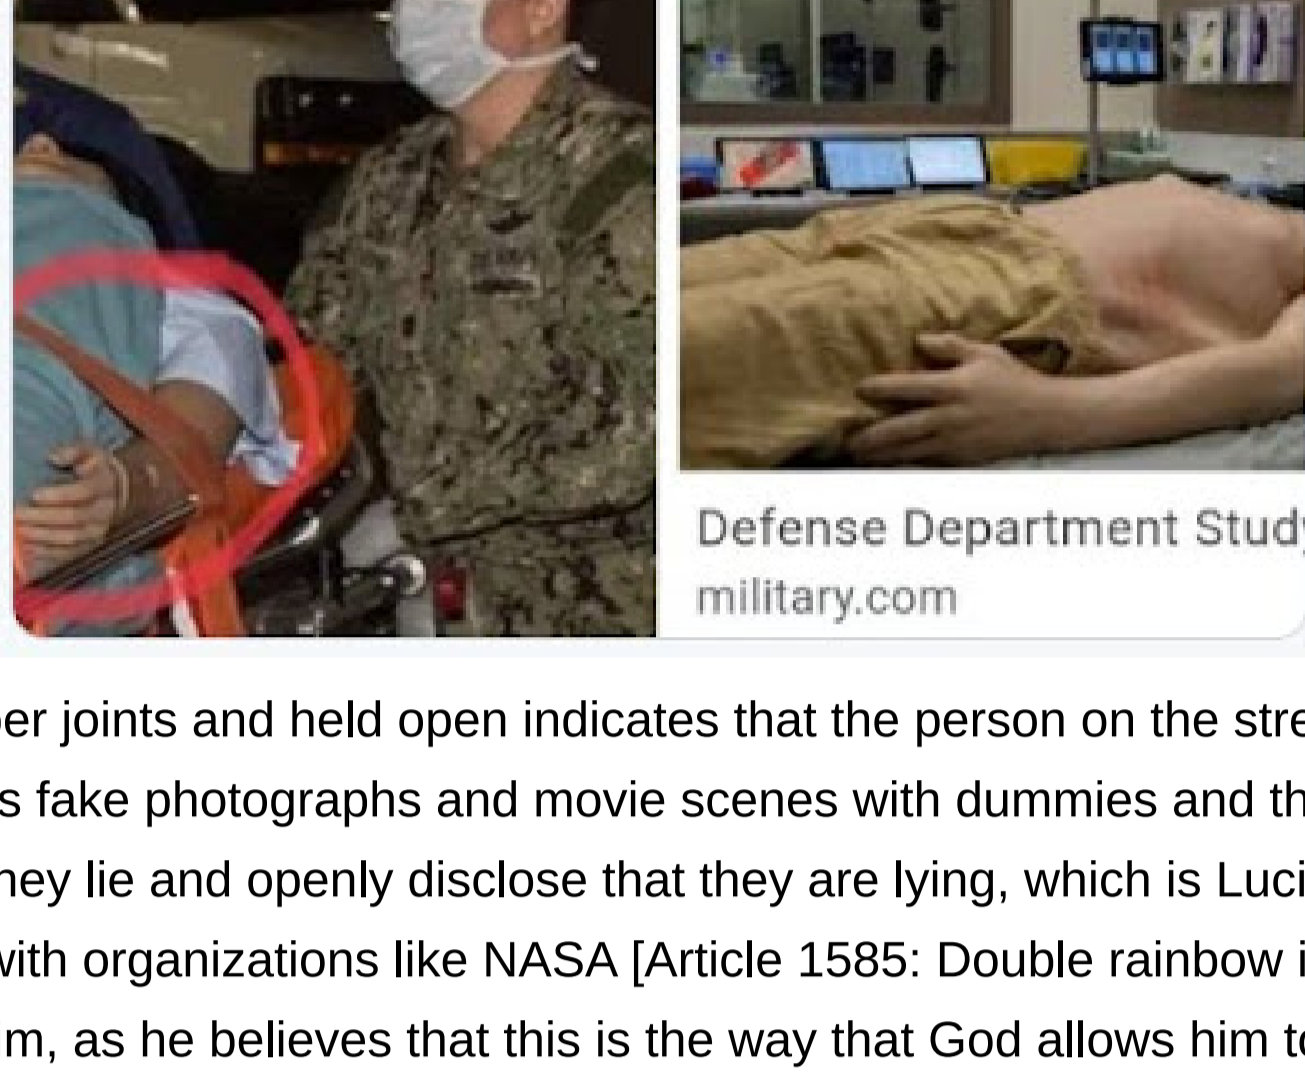 Defense Department Stud
military.com
er joints and held open indicates that the person on the stre
s fake photographs and movie scenes with dummies and th
ney lie and openly disclose that they are lying, which is Luci
with organizations like NASA [Article 1585: Double rainbow i
im, as he believes that this is the way that God allows him to